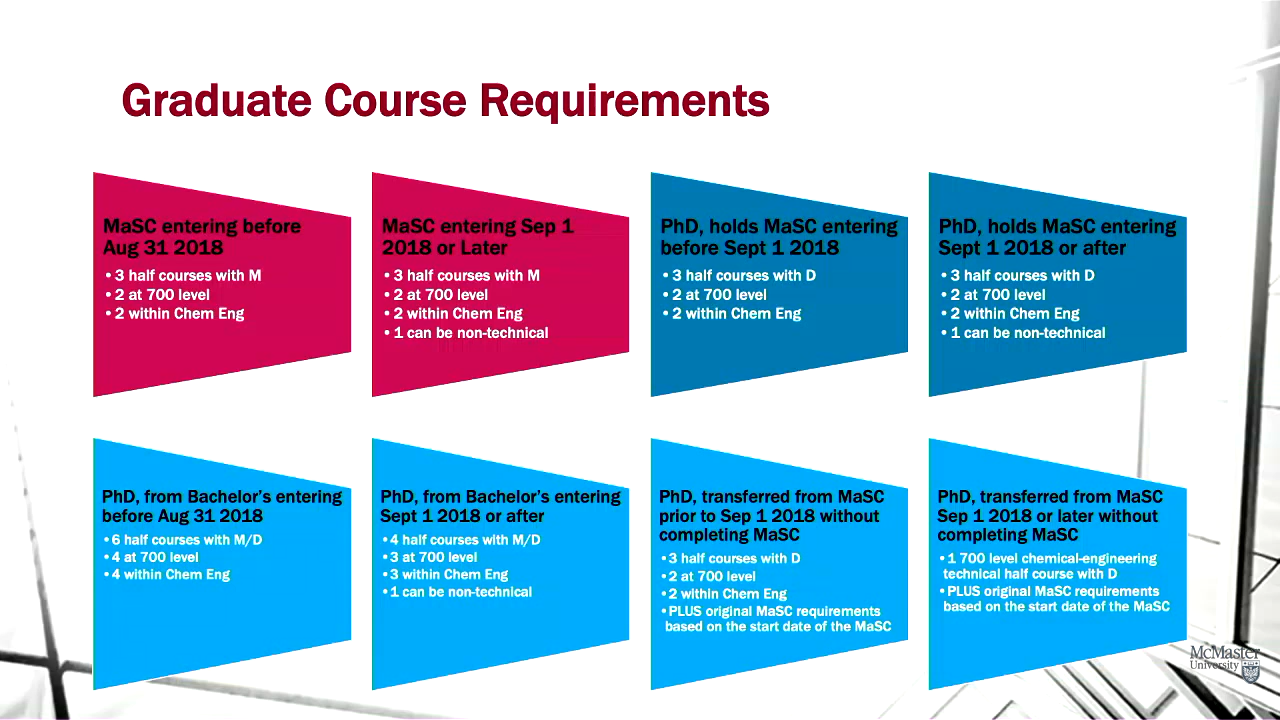 Graduate Course Requirements
MaSC entering before
Aug 31 2018
• 3 half courses with M
• 2 at 700 level
• 2 within Chem Eng
MaSC entering Sep 1
2018 or Later
• 3 half courses with M
• 2 at 700 level
• 2 within Chem Eng
• 1 can be non-technical
PhD, holds MaSC entering
before Sept 1 2018
• 3 half courses with D
• 2 at 700 level
• 2 within Chem Eng
PhD, holds MaSC entering
Sept 1 2018 or after
• 3 half courses with D
• 2 at 700 level
• 2 within Chem Eng
• 1 can be non-technical
PhD, from Bachelor's entering
before Aug 31 2018
• 6 half courses with M/D
• 4 at 700 level
• 4 within Chem Eng
PhD, from Bachelor's entering
Sept 1 2018 or after
• 4 half courses with M/D
• 3 at 700 level
• 3 within Chem Eng
• 1 can be non-technical
PhD, transferred from MaSC
prior to Sep 1 2018 without
completing MaSC
• 3 half courses with D
• 2 at 700 level
• 2 within Chem Eng
• PLUS original MaSC requirements
based on the start date of the MaSC
PhD, transferred from MaSC
Sep 1 2018 or later without
completing MaSC
• 1 700 level chemical-engineering
technical half course with D
• PLUS original MaSC requirements
based on the start date of the MaSC
McMaster
University